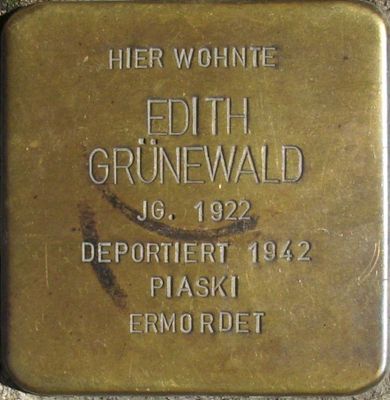 HIER WOHNTE
EDITH
GRÜNEWALD
JG. 1922
DEPORTIERT 1942
PIASKI
ERMORDET